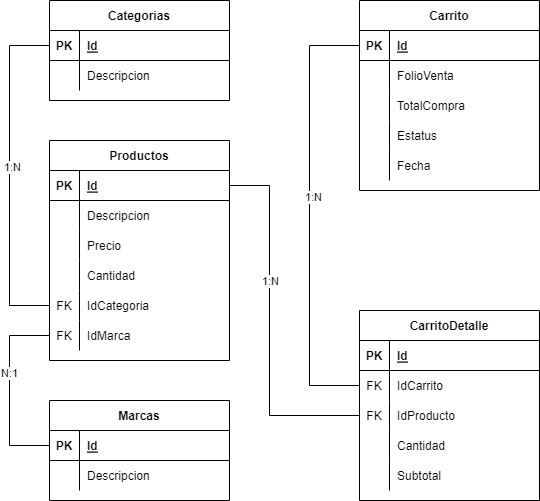 Categorias
PK Id
Descripcion
1:N
Productos
PK Id
Descripcion
Precio
Cantidad
FK IdCategoria
FK IdMarca
N:1
Marcas
PK Id
Descripcion
1:N
Carrito
PK Id
FolioVenta
TotalCompra
Estatus
Fecha
1:N
CarritoDetalle
PK Id
FK IdCarrito
FK IdProducto
Cantidad
Subtotal